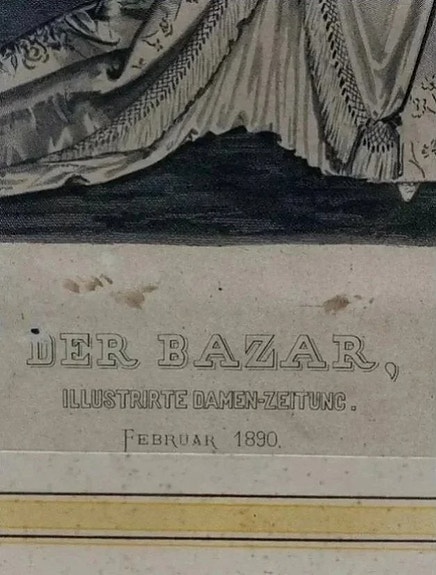 DER BAZAR,
ILLUSTRIRTE DAMEN-ZEITUNG.
FEBRUAR 1890.